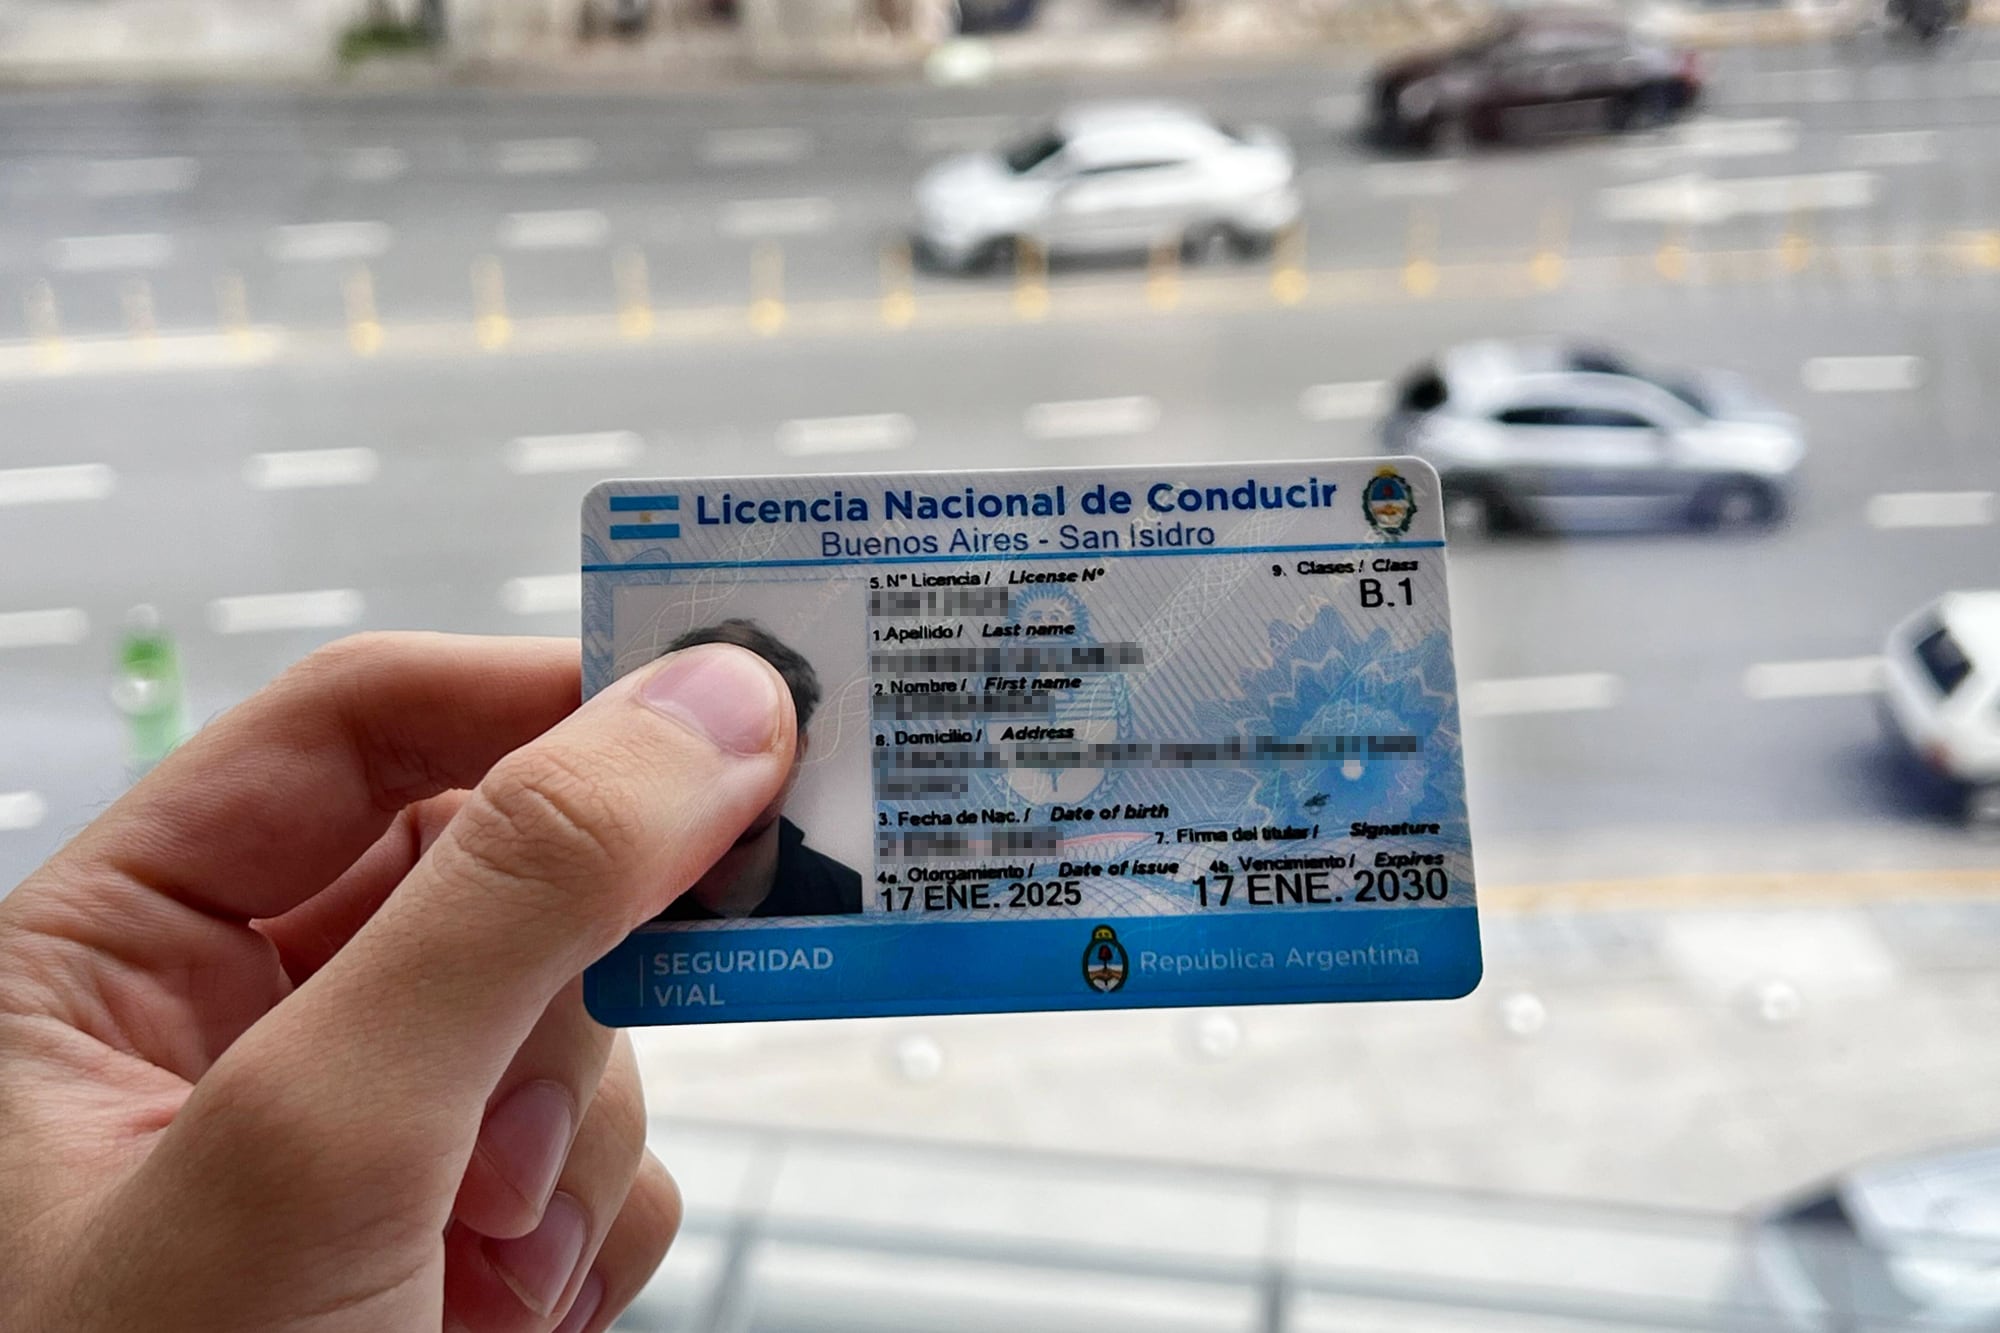 Licencia Nacional de Conducir
Buenos Aires - San Isidro
5. Nº Licencia / License Nº
9. Clases / Class
B.1
1. Apellido / Last name
2. Nombre / First name
8. Domicilio / Address
3. Fecha de Nac. / Date of birth
7. Firma del titular / Signature
4a. Otorgamiento / Date of issue
4b. Vencimiento / Expires
17 ENE. 2025
17 ENE. 2030
SEGURIDAD
VIAL
República Argentina